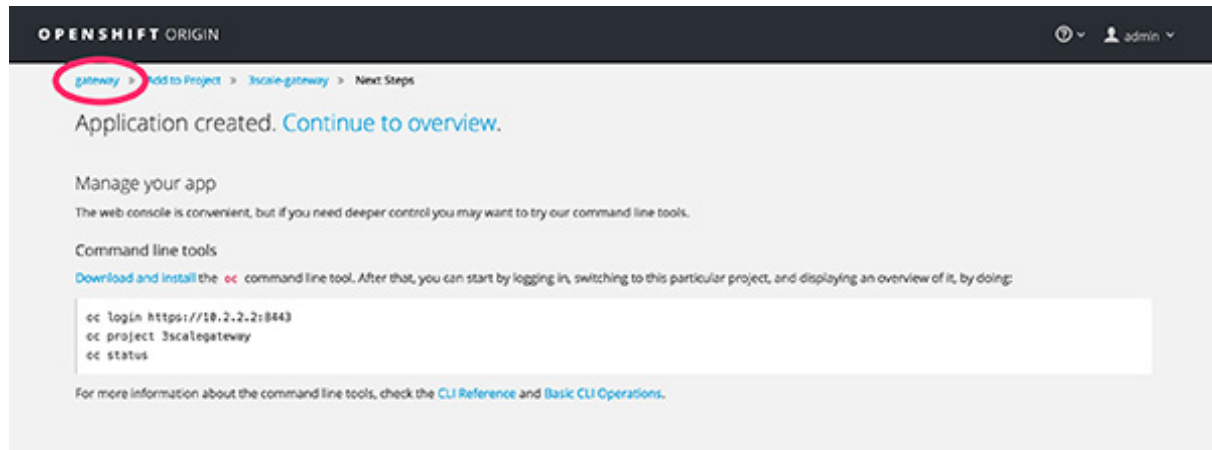 OPENSHIFT ORIGIN
admin
gateway » Add to Project » 3scale-gateway » Next Steps
Application created. Continue to overview.
Manage your app
The web console is convenient, but if you need deeper control you may want to try our command line tools.
Command line tools
Download and install the oc command line tool. After that, you can start by logging in, switching to this particular project, and displaying an overview of it, by doing:
oc login https://10.2.2.2:8443
oc project 3scalegateway
oc status
For more information about the command line tools, check the CLI Reference and Basic CLI Operations.